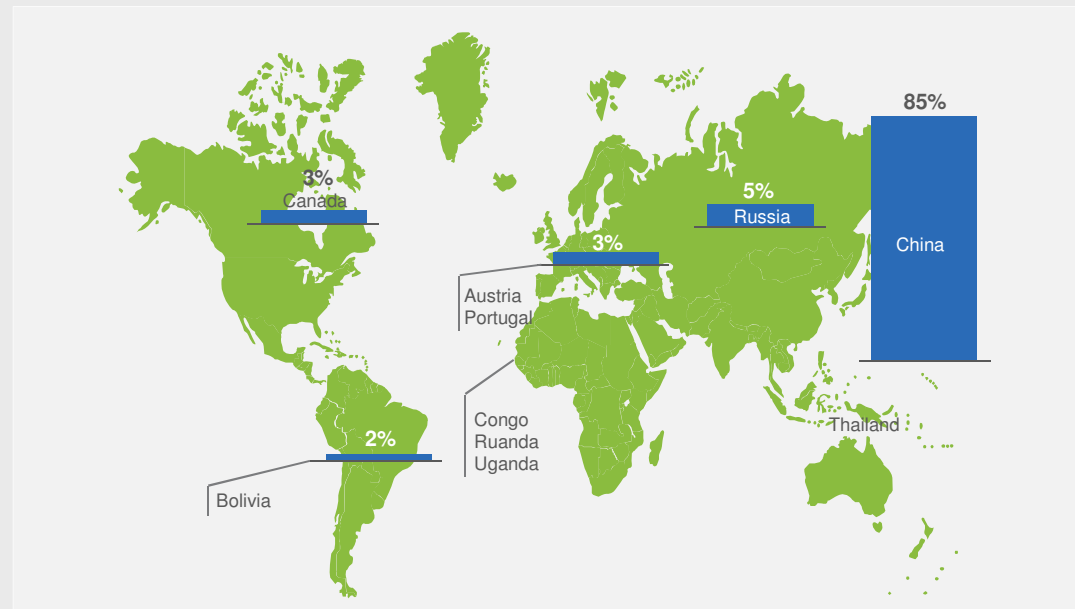 85%
3%
Canada
5%
Russia
China
3%
Austria
Portugal
Congo
Ruanda
Uganda
Thailand
2%
Bolivia